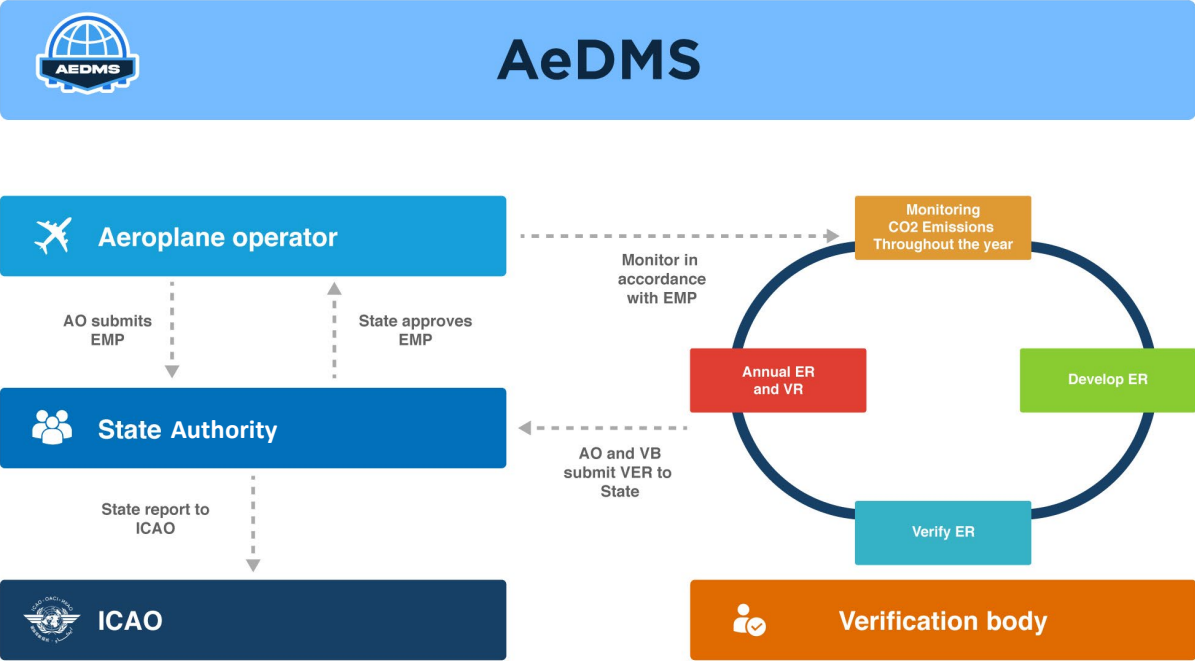 AEDMS
AeDMS
Aeroplane operator
AO submits
EMP
State approves
EMP
State Authority
State report to
ICAO
ICAO
Monitor in
accordance
with EMP
AO and VB
submit VER to
State
Monitoring
CO2 Emissions
Throughout the year
Annual ER
and VR
Develop ER
Verify ER
Verification body